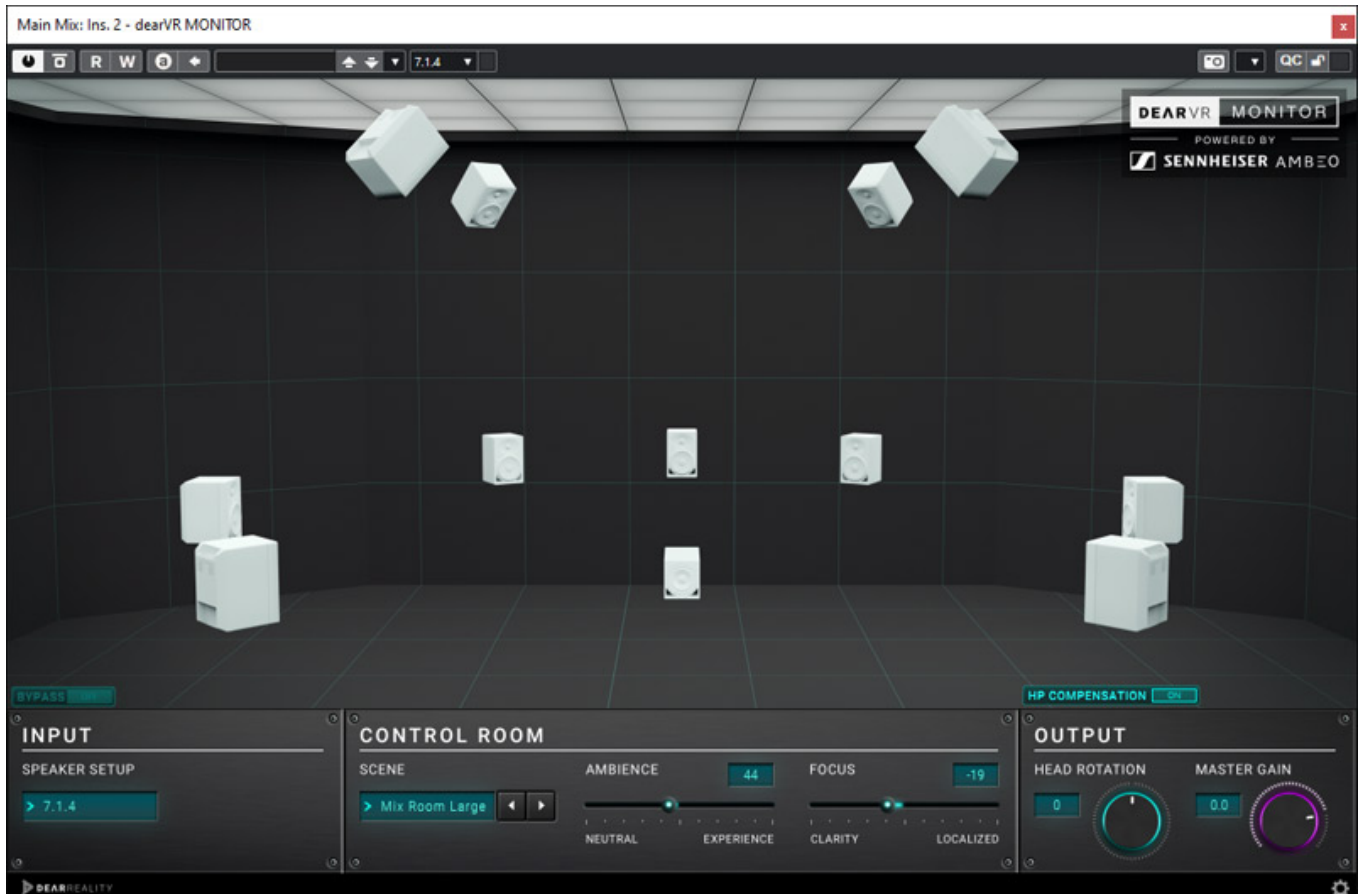 Main Mix: Ins. 2 - dearVR MONITOR
x
R W a 7.1.4 QC
DEARVR MONITOR
POWERED BY
SENNHEISER AMBEO
BYPASS
HP COMPENSATION ON
INPUT
SPEAKER SETUP
> 7.1.4
CONTROL ROOM
SCENE
> Mix Room Large
AMBIENCE 44
NEUTRAL EXPERIENCE
FOCUS -19
CLARITY LOCALIZED
OUTPUT
HEAD ROTATION
0
MASTER GAIN
0.0
DEARREALITY